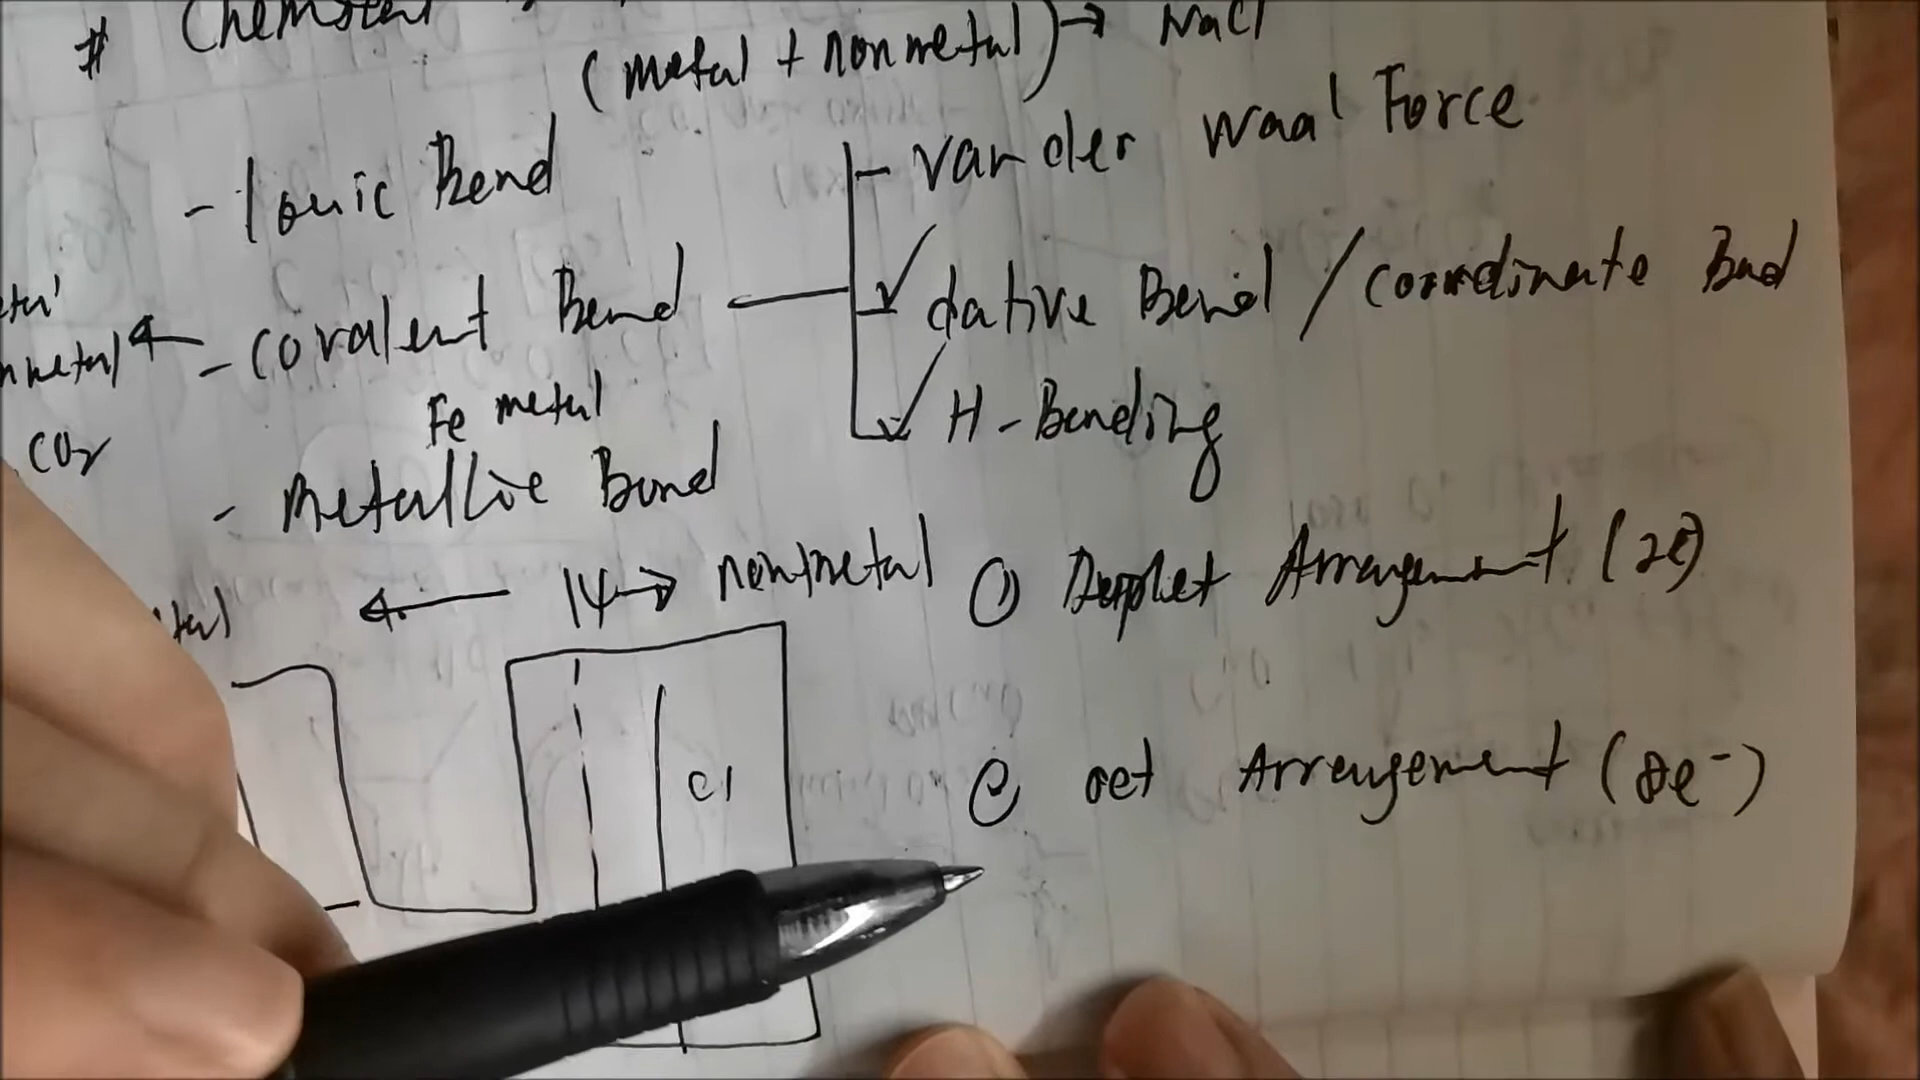 # Chemical
(metal + nonmetal) → NaCl
- Ionic Bond
- van der Waal Force
- Covalent Bond
dative Bond / coordinate Bond
Fe metal
H-Bonding
CO2
- Metallic Bond
← 14 → nonmetal
① Duplet Arrangement (2e)
Cl
② oct Arrangement (8e⁻)